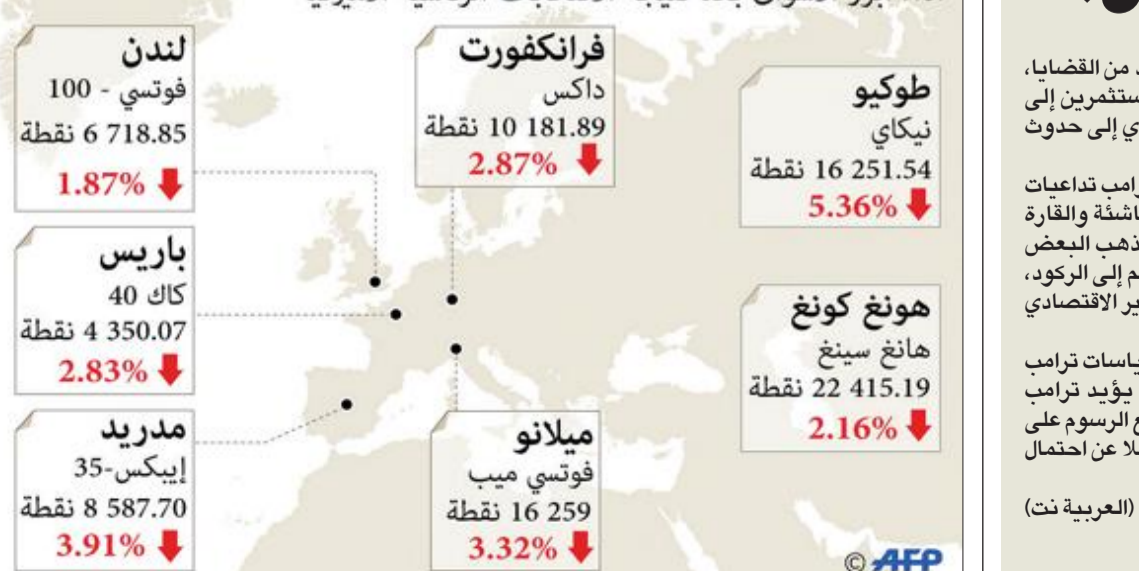 طوكيو
نيكاي
16 251.54 نقطة
5.36%
فرانكفورت
داكس
10 181.89 نقطة
2.87%
لندن
فوتسي - 100
6 718.85 نقطة
1.87%
باريس
كاك 40
4 350.07 نقطة
2.83%
هونغ كونغ
هانغ سينغ
22 415.19 نقطة
2.16%
ميلانو
فوتسي ميب
16 259 نقطة
3.32%
مدريد
إيبكس-35
8 587.70 نقطة
3.91%
© AFP
د من القضايا،
ستثمرين إلى
ي إلى حدوث
رامب تداعيات
اشئة والقارة
ذهب البعض
م إلى الركود،
ير الاقتصادي
ياسات ترامب
يؤيد ترامب
ع الرسوم على
لا عن احتمال
(العربية نت)